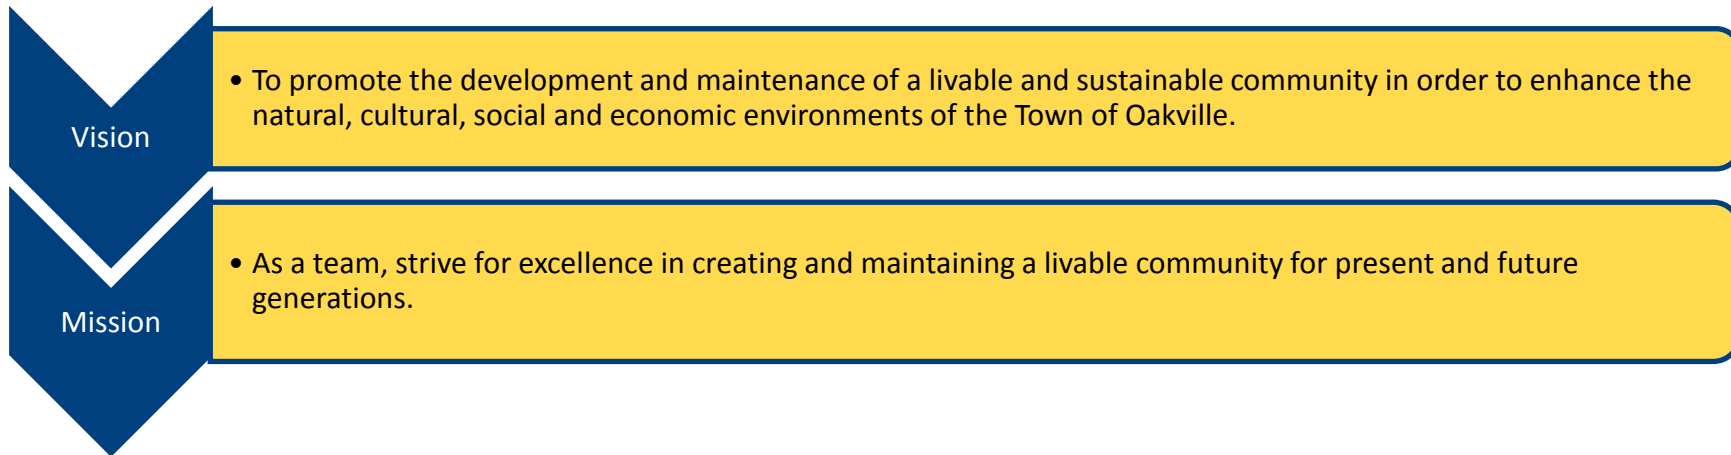 Vision
• To promote the development and maintenance of a livable and sustainable community in order to enhance the
natural, cultural, social and economic environments of the Town of Oakville.
Mission
• As a team, strive for excellence in creating and maintaining a livable community for present and future
generations.